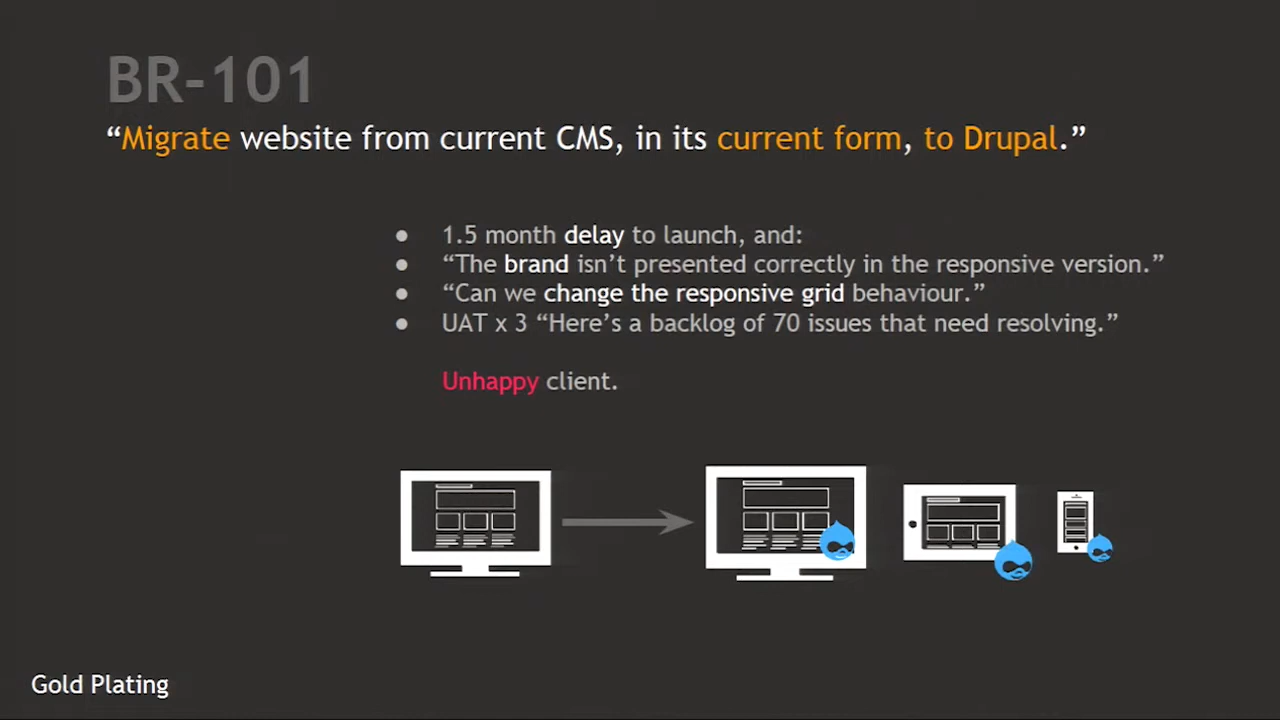 BR-101
“Migrate website from current CMS, in its current form, to Drupal.”
● 1.5 month delay to launch, and:
● “The brand isn’t presented correctly in the responsive version.”
● “Can we change the responsive grid behaviour.”
● UAT x 3 “Here’s a backlog of 70 issues that need resolving.”
Unhappy client.
Gold Plating